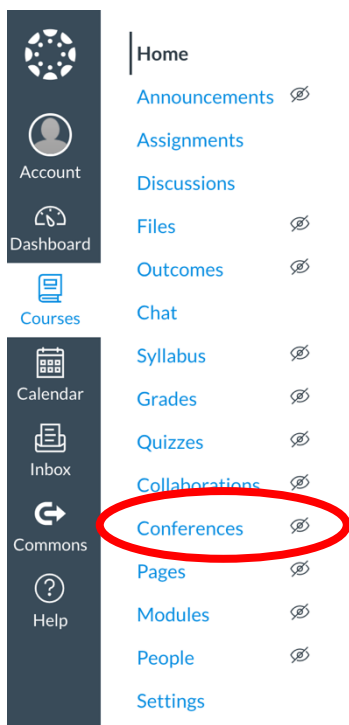 Account
Dashboard
Courses
Calendar
Inbox
Commons
Help
Home
Announcements
Assignments
Discussions
Files
Outcomes
Chat
Syllabus
Grades
Quizzes
Collaborations
Conferences
Pages
Modules
People
Settings